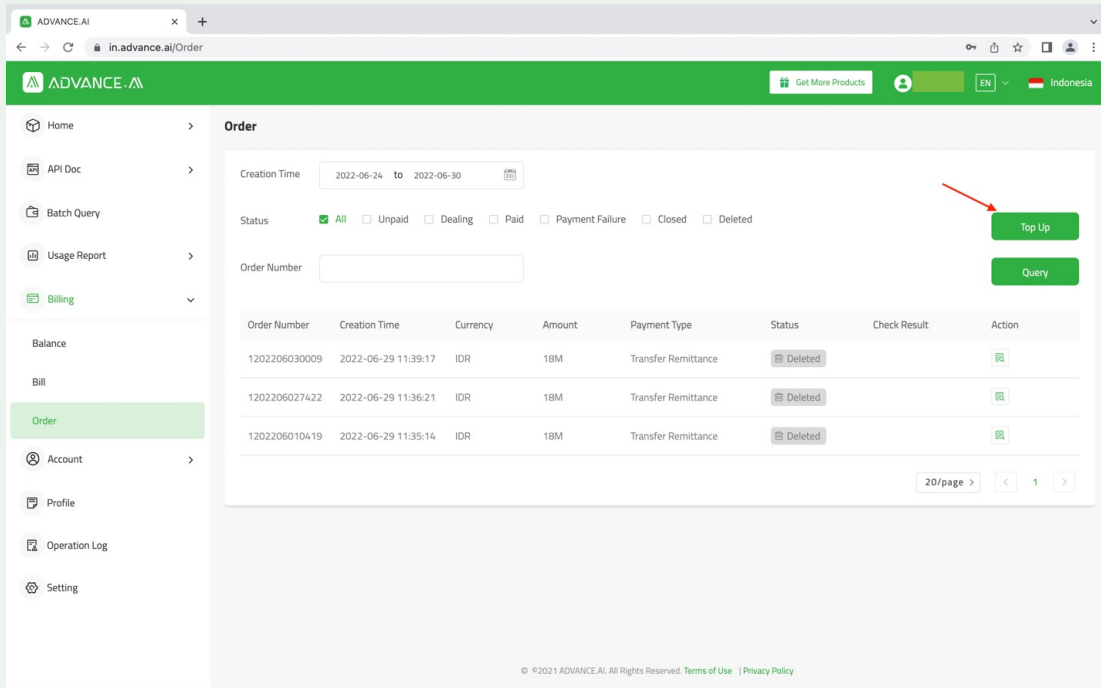 ADVANCE.AI
in.advance.ai/Order
ADVANCE.AI
Get More Products
EN
Indonesia
Home
API Doc
Batch Query
Usage Report
Billing
Balance
Bill
Order
Account
Profile
Operation Log
Setting
Order
Creation Time 2022-06-24 to 2022-06-30
Status All Unpaid Dealing Paid Payment Failure Closed Deleted
Top Up
Order Number
Query
Order Number Creation Time Currency Amount Payment Type Status Check Result Action
1202206030009 2022-06-29 11:39:17 IDR 18M Transfer Remittance Deleted
1202206027422 2022-06-29 11:36:21 IDR 18M Transfer Remittance Deleted
1202206010419 2022-06-29 11:35:14 IDR 18M Transfer Remittance Deleted
20/page > < 1 >
© ©2021 ADVANCE.AI. All Rights Reserved. Terms of Use | Privacy Policy